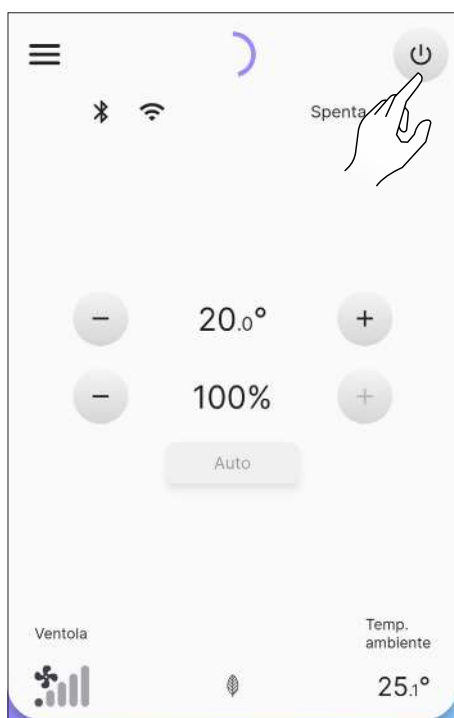 Spenta
20.0°
100%
Auto
Ventola
Temp.
ambiente
25.1°